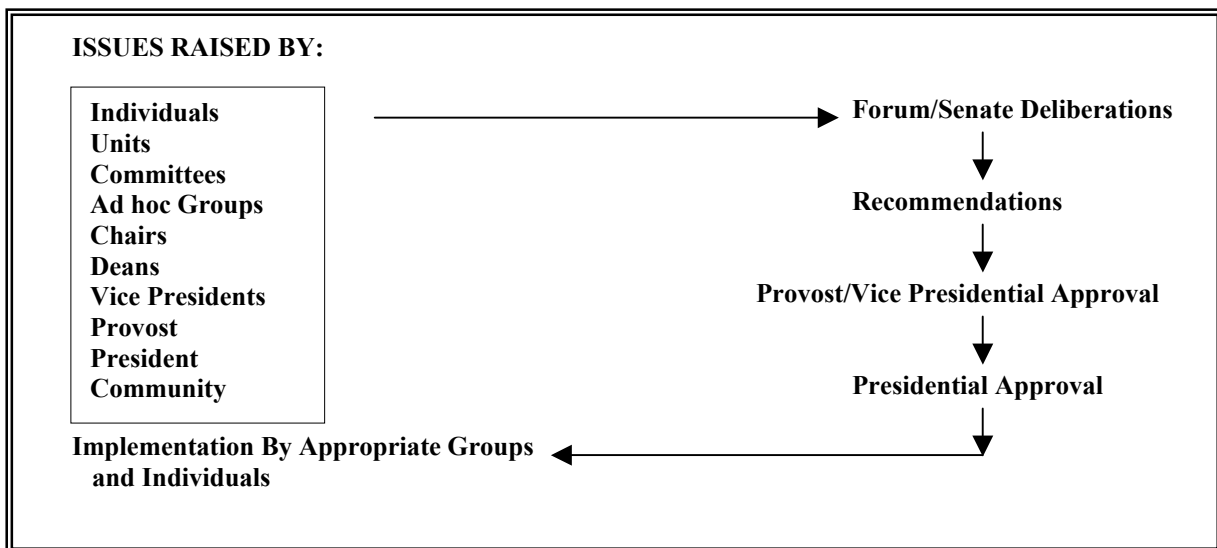 ISSUES RAISED BY:
Individuals
Units
Committees
Ad hoc Groups
Chairs
Deans
Vice Presidents
Provost
President
Community
Forum/Senate Deliberations
Recommendations
Provost/Vice Presidential Approval
Presidential Approval
Implementation By Appropriate Groups
and Individuals